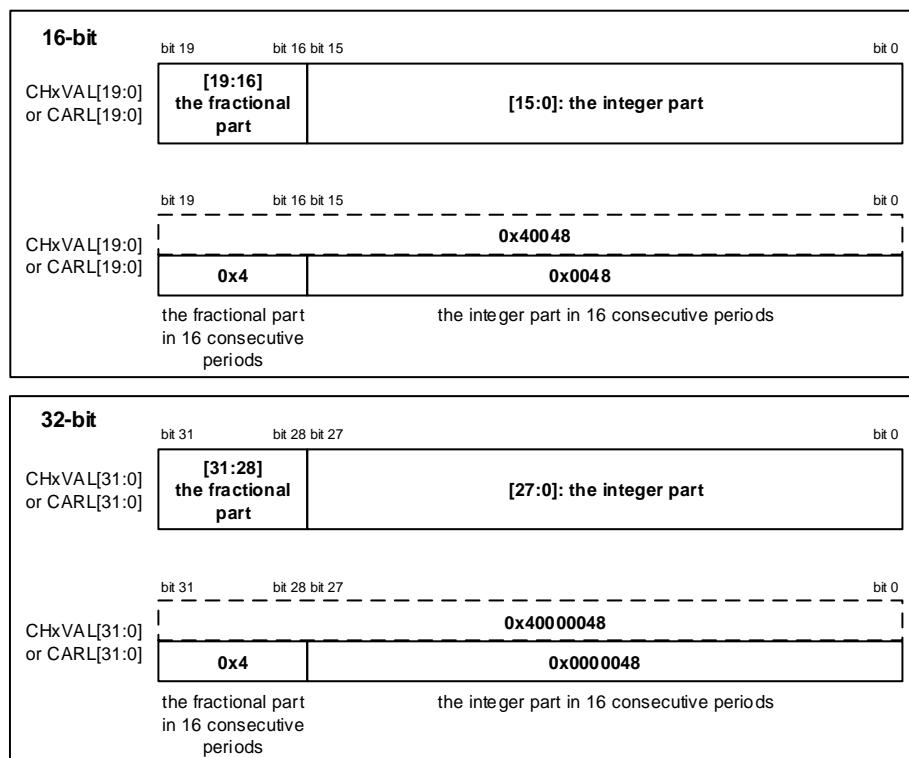 16-bit
bit 19 bit 16 bit 15 bit 0
CHxVAL[19:0]
or CARL[19:0]
[19:16]
the fractional
part
[15:0]: the integer part
bit 19 bit 16 bit 15 bit 0
CHxVAL[19:0]
or CARL[19:0]
0x40048
0x4 0x0048
the fractional part
in 16 consecutive
periods
the integer part in 16 consecutive periods
32-bit
bit 31 bit 28 bit 27 bit 0
CHxVAL[31:0]
or CARL[31:0]
[31:28]
the fractional
part
[27:0]: the integer part
bit 31 bit 28 bit 27 bit 0
CHxVAL[31:0]
or CARL[31:0]
0x40000048
0x4 0x0000048
the fractional part
in 16 consecutive
periods
the integer part in 16 consecutive periods